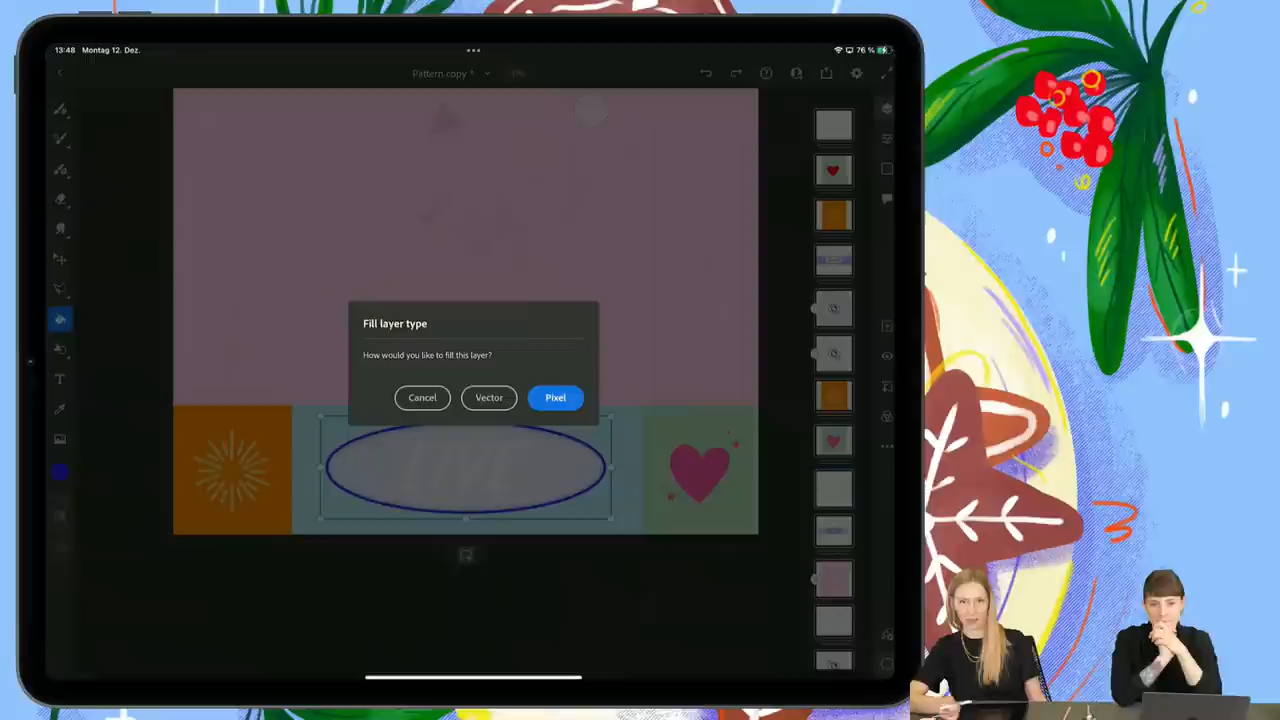 13:48 Montag 12. Dez.
76 %
Pattern copy *
Fill layer type
How would you like to fill this layer?
Cancel
Vector
Pixel
T